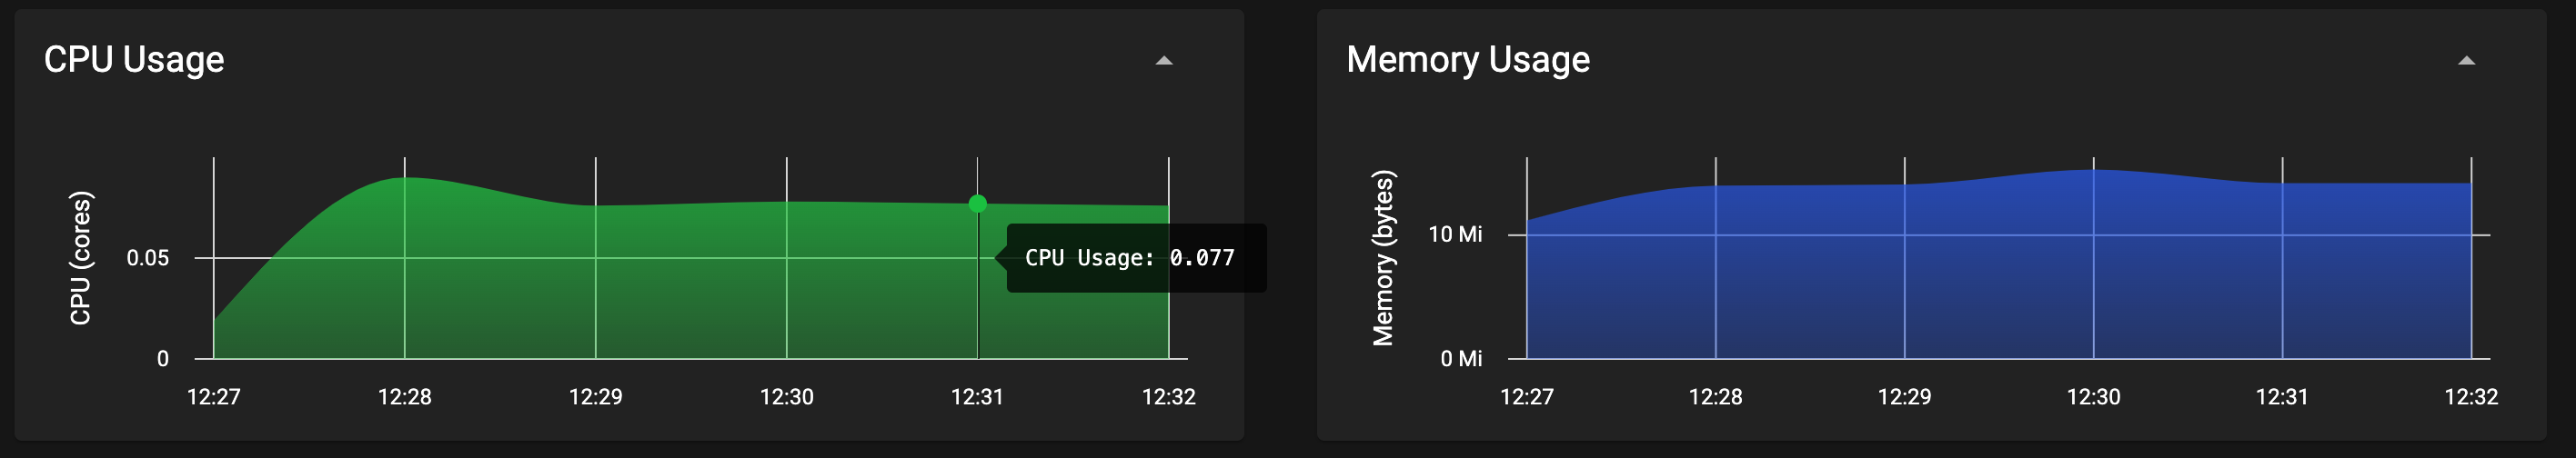 CPU Usage
CPU (cores)
0.05
0
12:27
12:28
12:29
12:30
12:31
12:32
CPU Usage: 0.077
Memory Usage
Memory (bytes)
10 Mi
0 Mi
12:27
12:28
12:29
12:30
12:31
12:32